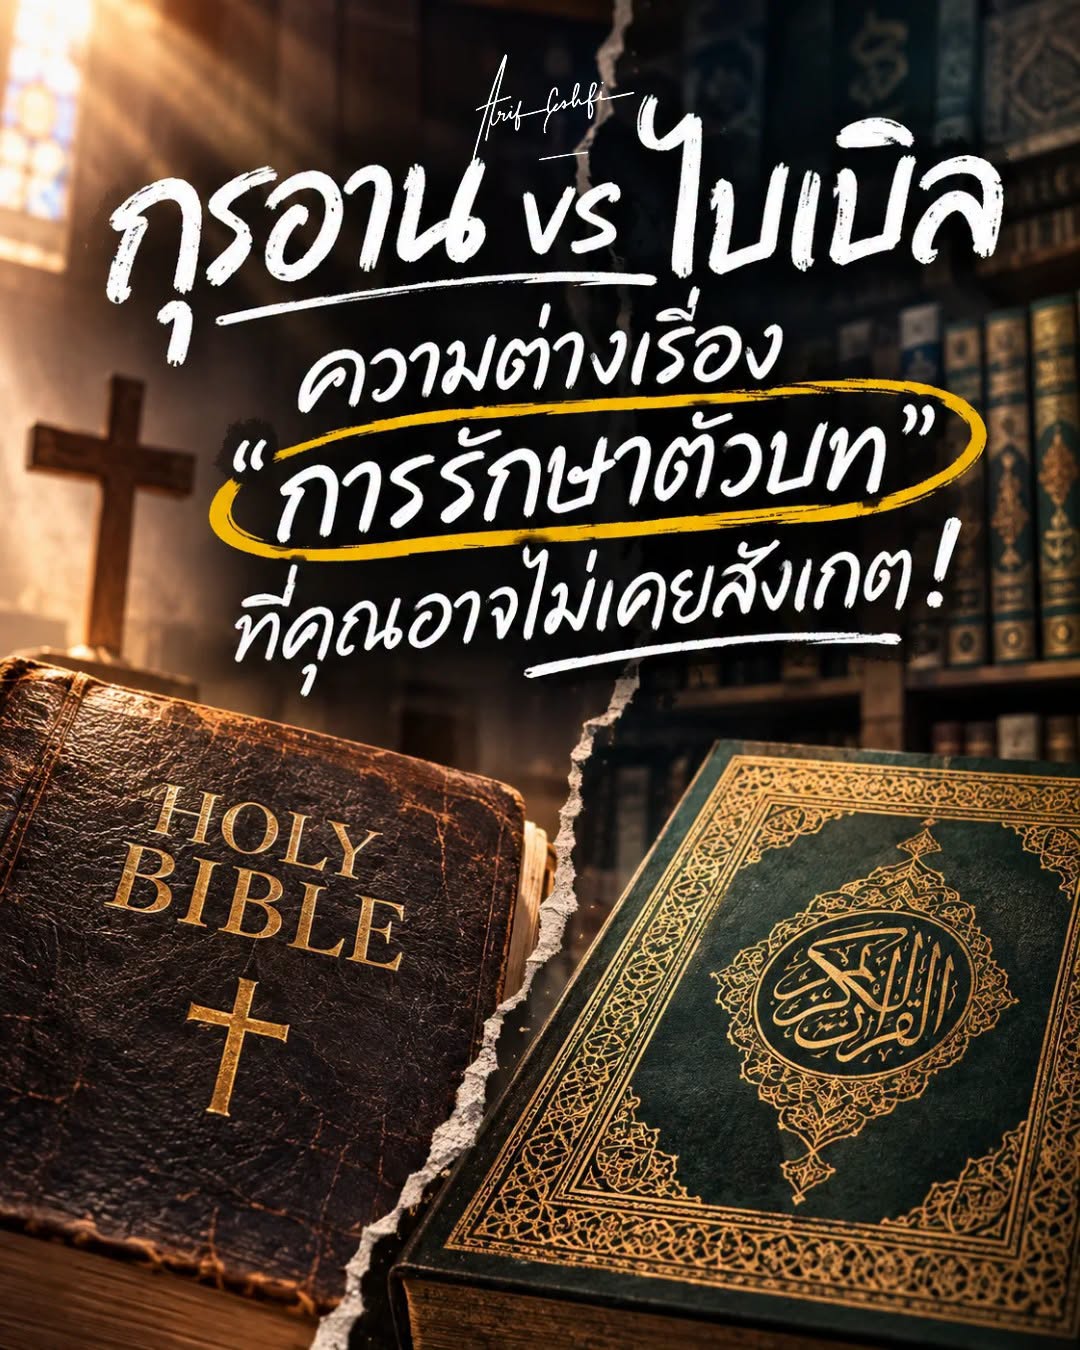 Arif
กุรอาน vs ไบเบิล
ความต่างเรื่อง
“การรักษาตัวบท”
ที่คุณอาจไม่เคยสังเกต!
HOLY
BIBLE
القرآن الكريم